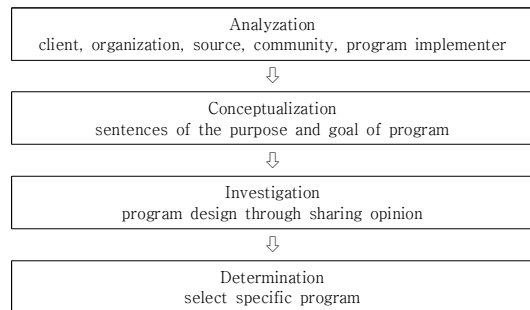 Analyzation
client, organization, source, community, program implementer
⇩
Conceptualization
sentences of the purpose and goal of program
⇩
Investigation
program design through sharing opinion
⇩
Determination
select specific program